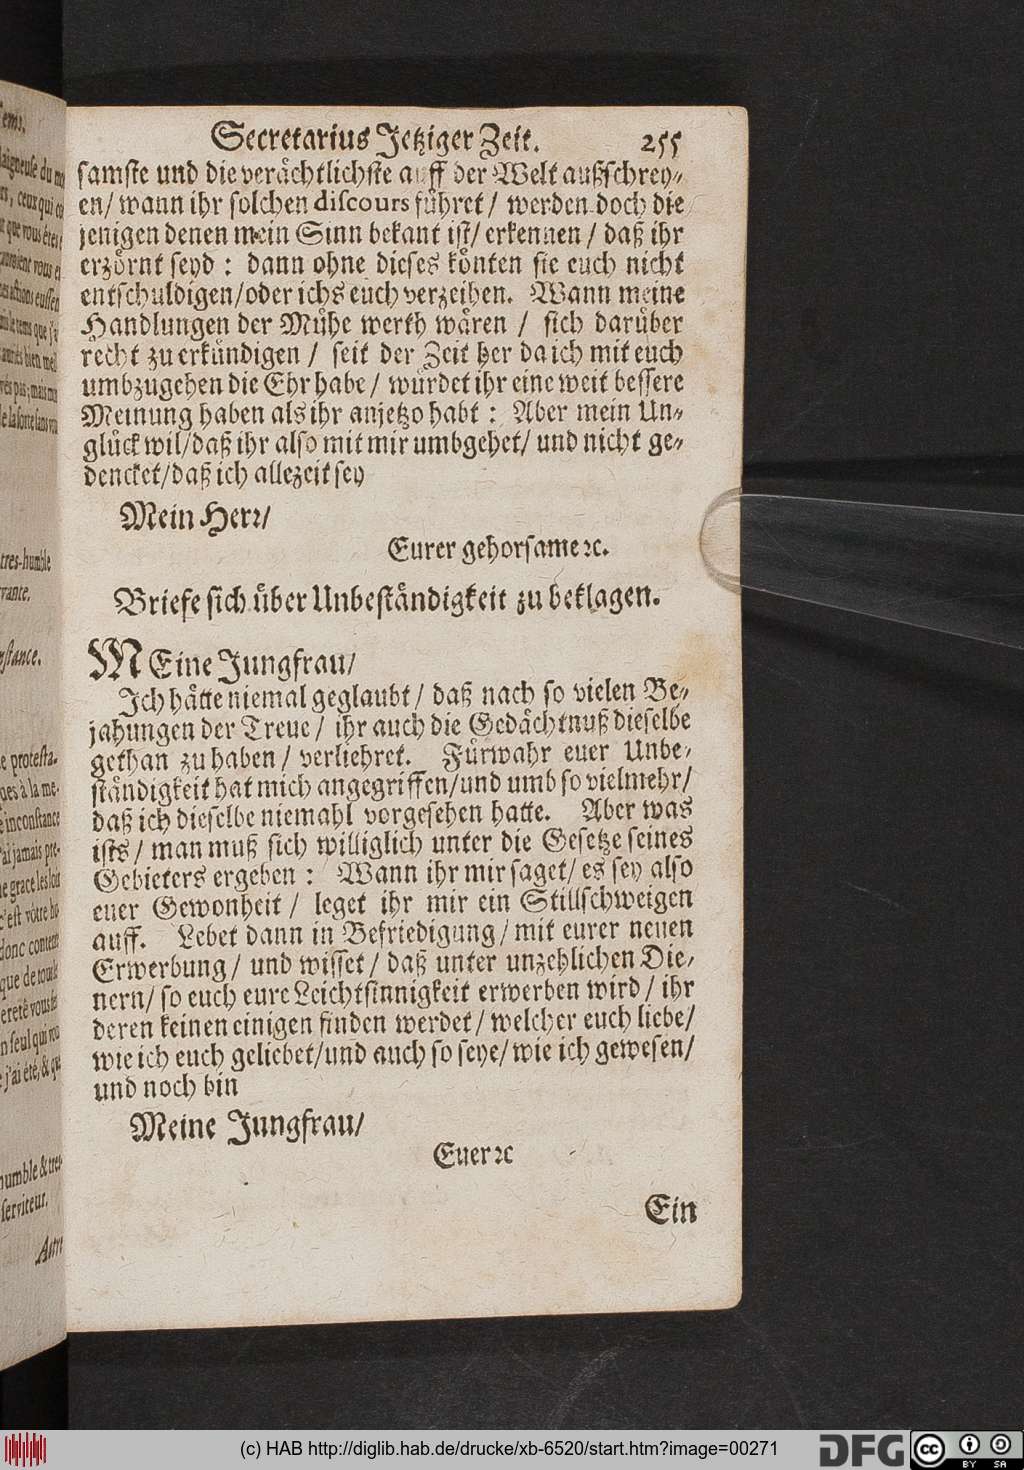 Secretarius Jetziger Zeit. 255
samste und die verächtlichste auff der Welt außschrey-
en/ wann ihr solchen discours führet/ werden doch die
jenigen denen mein Sinn bekant ist/ erkennen/ daß ihr
erzörnt seyd: dann ohne dieses könten sie euch nicht
entschuldigen/oder ichs euch verzeihen. Wann meine
Handlungen der Mühe werth wären/ sich darüber
recht zu erkündigen/ seit der Zeit her da ich mit euch
umbzugehen die Ehr habe/ würdet ihr eine weit bessere
Meinung haben als ihr anjetzo habt: Aber mein Un-
glück wil/daß ihr also mit mir umbgehet/ und nicht ge-
dencket/daß ich allezeit sey
Mein Herr/
Eurer gehorsame ꝛc.
Briefe sich über Unbeständigkeit zu beklagen.
MEine Jungfrau/
Ich hätte niemal geglaubt/ daß nach so vielen Be-
jahungen der Treue/ ihr auch die Gedächtnuß dieselbe
gethan zu haben/ verliehret. Fürwahr euer Unbe-
ständigkeit hat mich angegriffen/und umb so vielmehr/
daß ich dieselbe niemahl vorgesehen hatte. Aber was
ists/ man muß sich williglich unter die Gesetze seines
Gebieters ergeben: Wann ihr mir saget/ es sey also
euer Gewonheit/ leget ihr mir ein Stillschweigen
auff. Lebet dann in Befriedigung/ mit eurer neuen
Erwerbung/ und wisset/ daß unter unzehlichen Die-
nern/ so euch eure Leichtsinnigkeit erwerben wird/ ihr
deren keinen einigen finden werdet/ welcher euch liebe/
wie ich euch geliebet/und auch so seye/ wie ich gewesen/
und noch bin
Meine Jungfrau/
Euer ꝛc
Ein
(c) HAB http://diglib.hab.de/drucke/xb-6520/start.htm?image=00271
DFG
CC BY SA